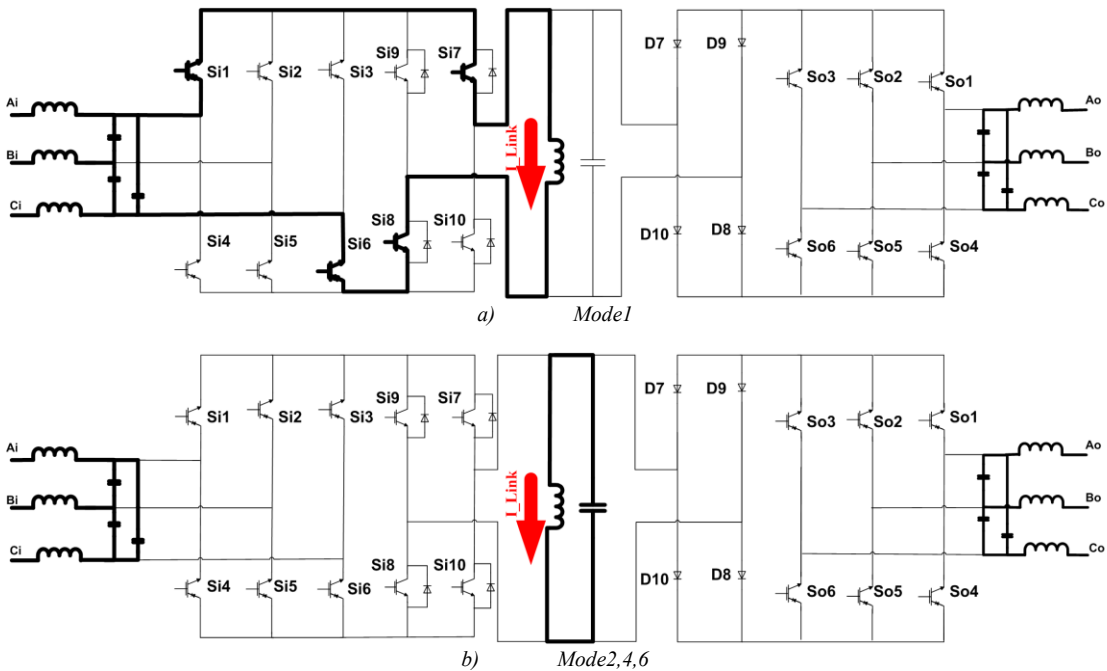 Si9 Si7 D7 D9
Si1 Si2 Si3 So3 So2 So1
Ai Ao
I_Link
Bi Bo
Ci Co
Si8 Si10
Si4 Si5 Si6 D10 D8 So6 So5 So4
a) Mode1
Si9 Si7 D7 D9
Si1 Si2 Si3 So3 So2 So1
Ai Ao
I_Link
Bi Bo
Ci Co
Si8 Si10 D10 D8
Si4 Si5 Si6 So6 So5 So4
b) Mode2,4,6